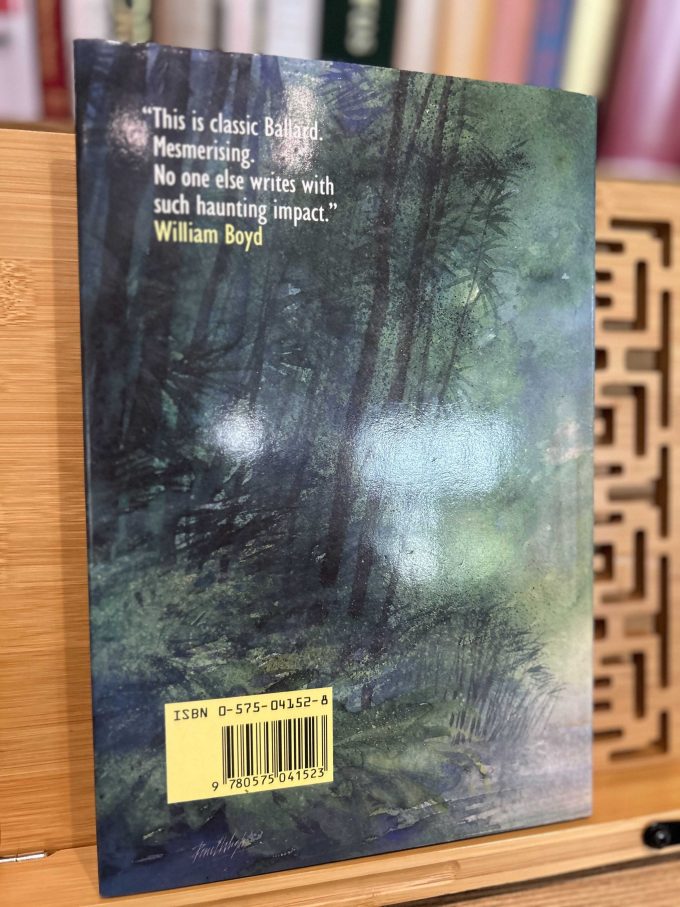 “This is classic Ballard.
Mesmerising.
No one else writes with
such haunting impact.”
William Boyd
ISBN 0-575-04152-8
9 780575 041523